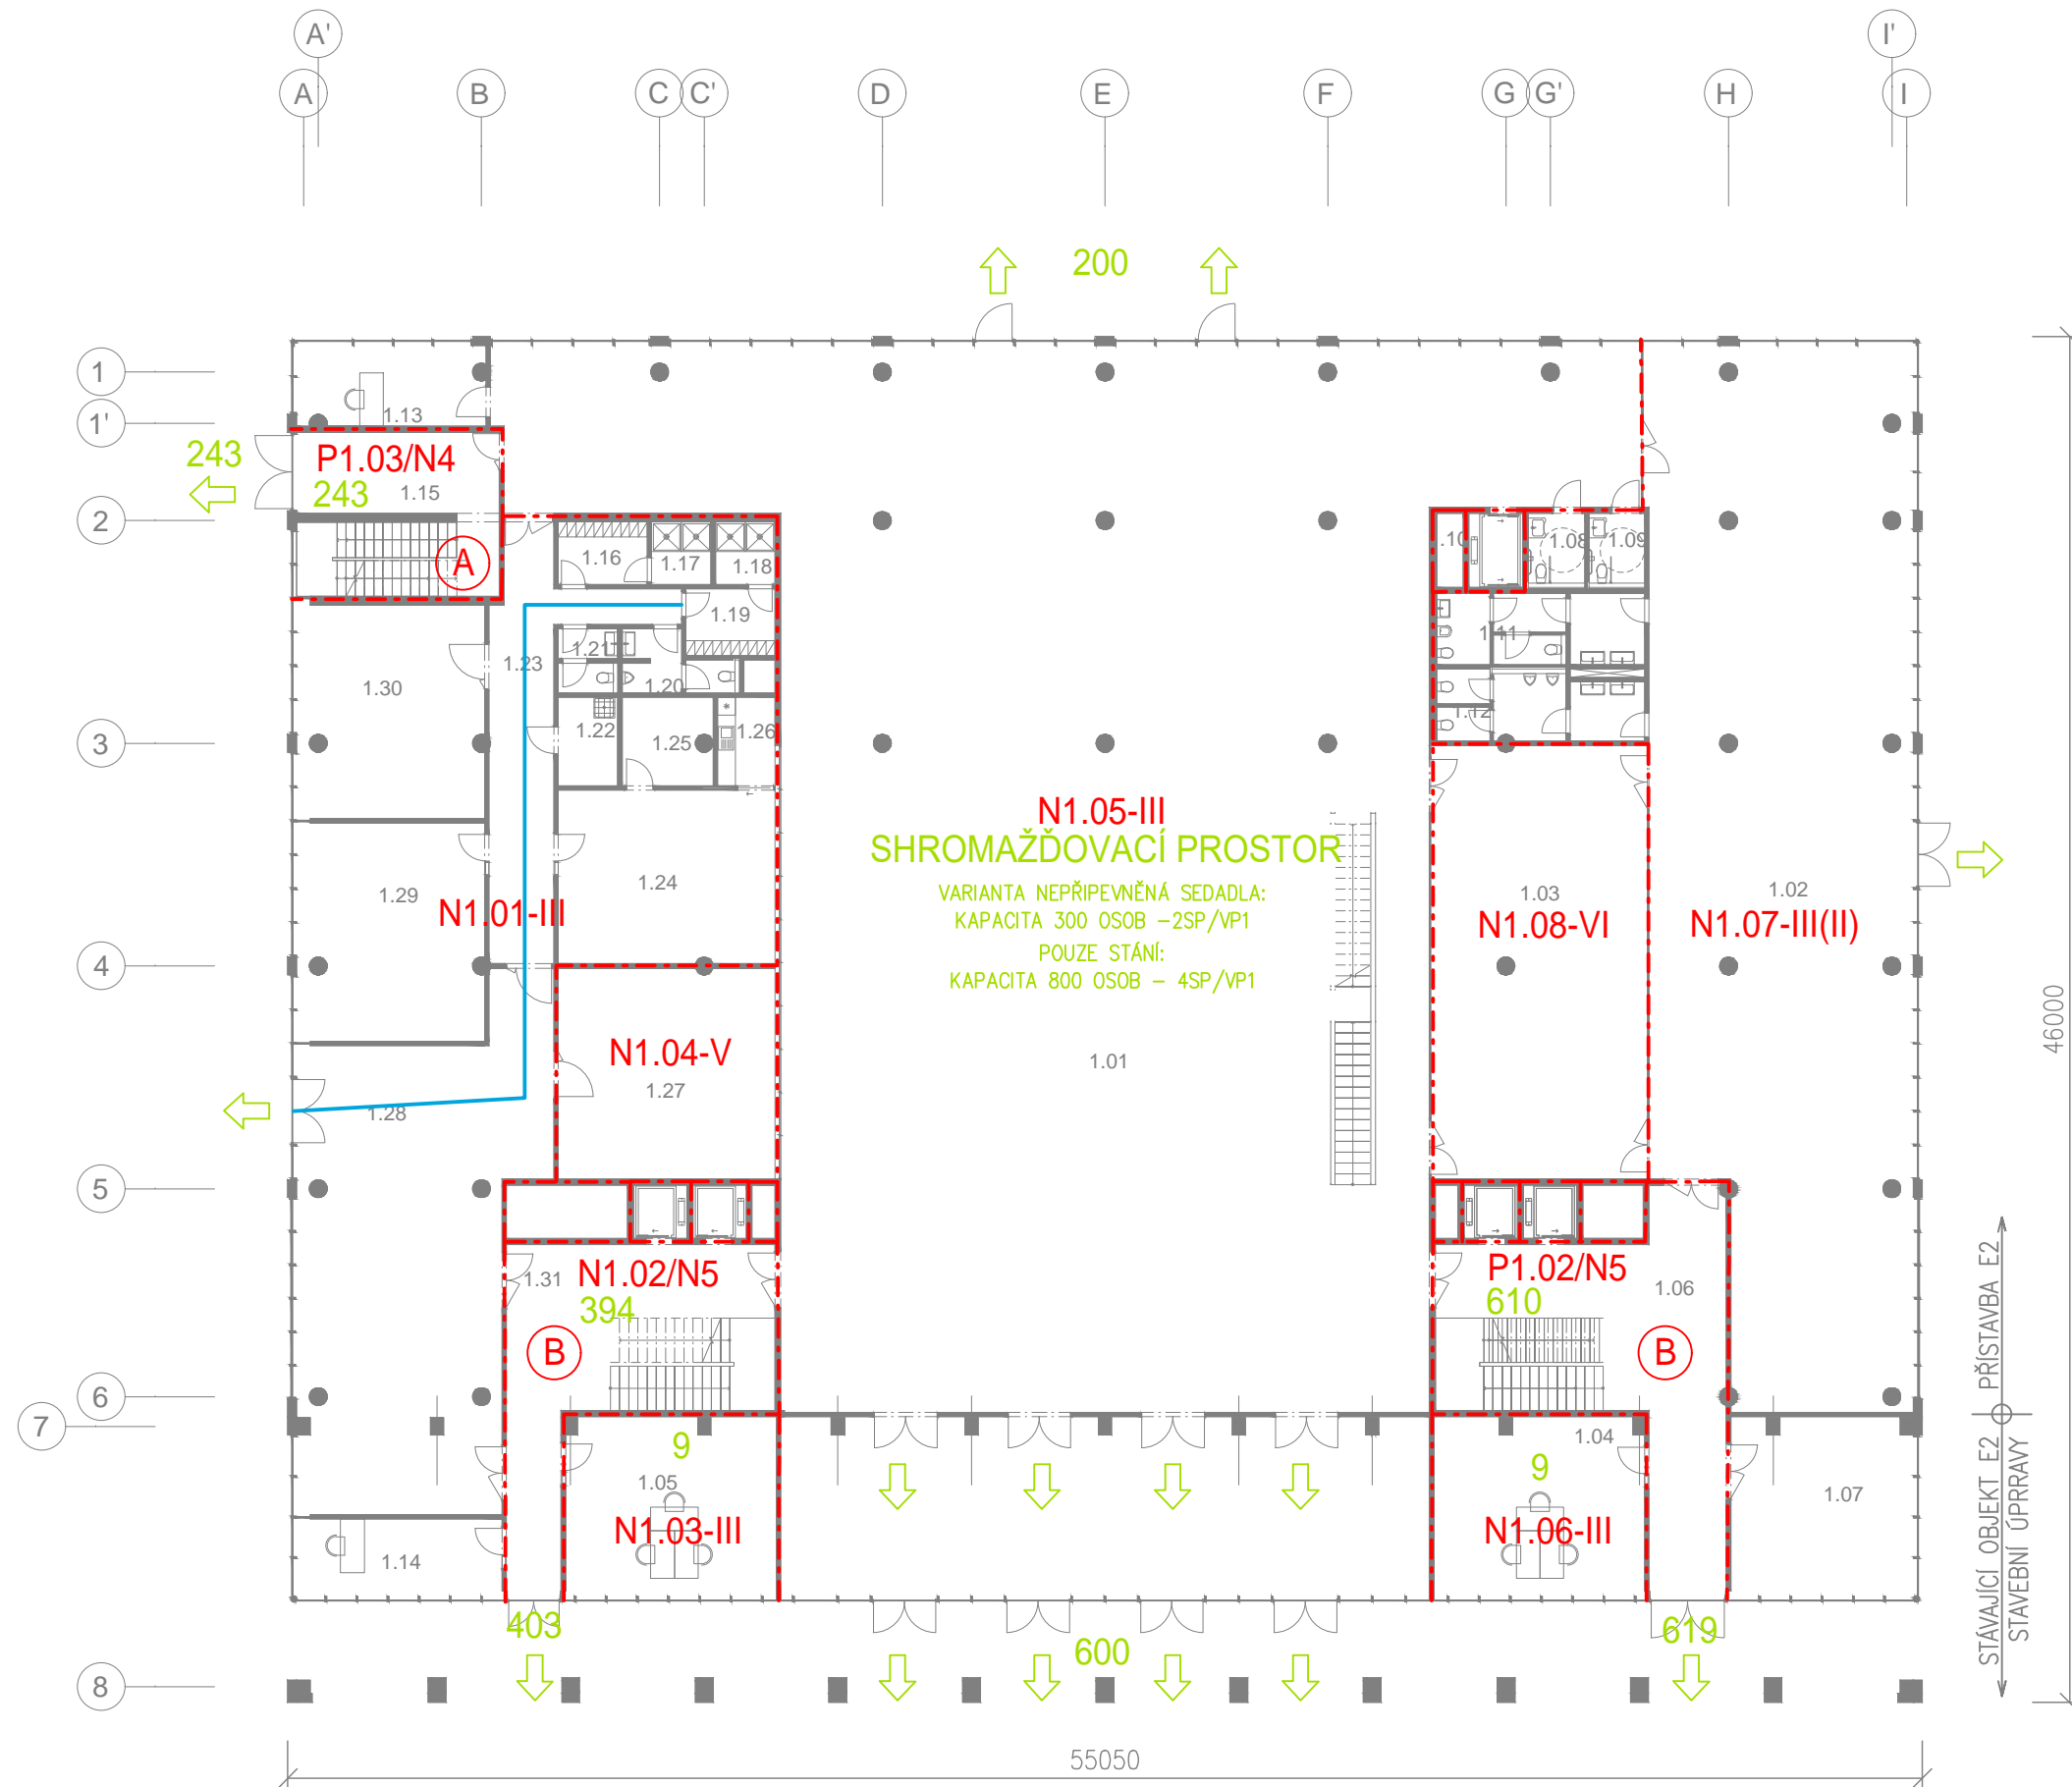 A'
I'
A
B
C
C'
D
E
F
G
G'
H
I
200
1
1'
2
3
4
5
6
7
8
1.13
243
P1.03/N4
243
1.15
A
1.16
1.17
1.18
1.19
1.21
1.23
1.20
1.30
1.22
1.25
1.26
.10
1.08
1.09
1.11
1.12
N1.05-III
SHROMAŽĎOVACÍ PROSTOR
VARIANTA NEPŘIPEVNĚNÁ SEDADLA:
KAPACITA 300 OSOB -2SP/VP1
POUZE STÁNÍ:
KAPACITA 800 OSOB - 4SP/VP1
1.24
1.29
N1.01-III
1.03
N1.08-VI
1.02
N1.07-III(II)
N1.04-V
1.27
1.01
1.28
46000
N1.02/N5
1.31
394
B
P1.02/N5
1.06
610
B
PŘÍSTAVBA E2
STÁVAJÍCÍ OBJEKT E2
STAVEBNÍ ÚPRRAVY
9
1.05
N1.03-III
1.04
9
N1.06-III
1.07
1.14
403
600
619
55050